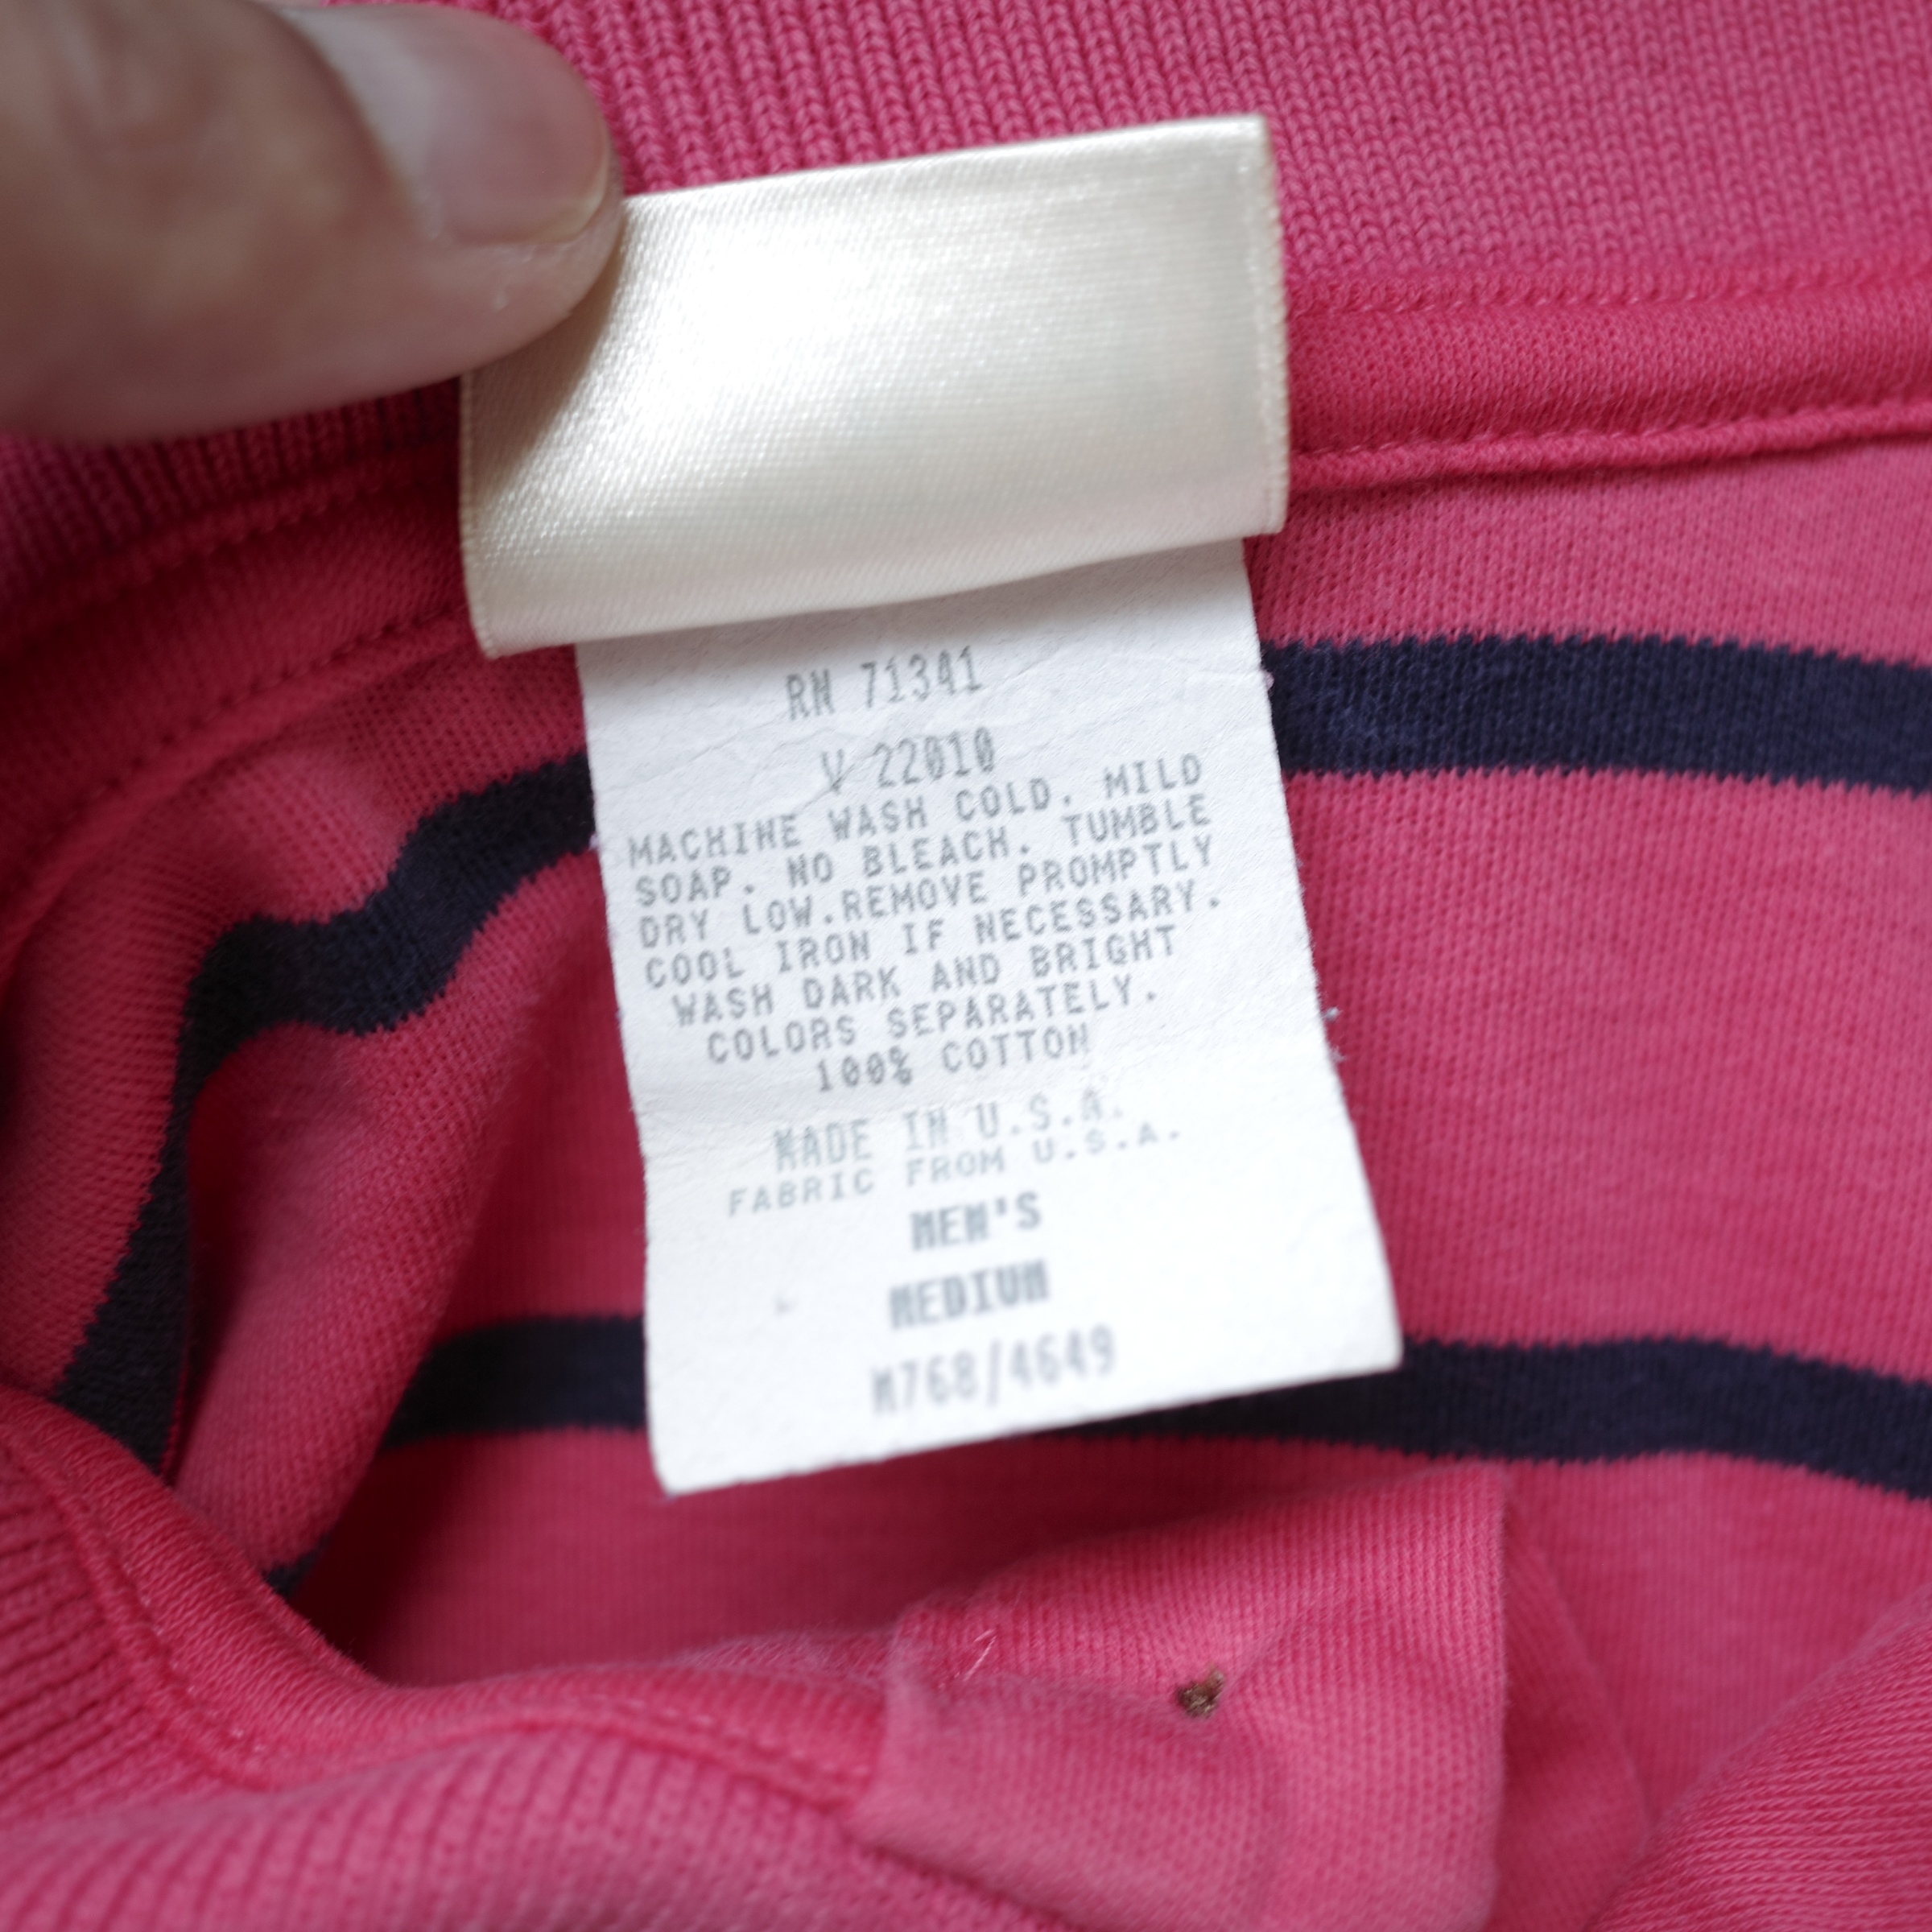 RN 71341
V 22010
MACHINE WASH COLD. MILD
SOAP. NO BLEACH. TUMBLE
DRY LOW.REMOVE PROMPTLY
COOL IRON IF NECESSARY.
WASH DARK AND BRIGHT
COLORS SEPARATELY.
100% COTTON
MADE IN U.S.A.
FABRIC FROM U.S.A.
MEN'S
MEDIUM
M768/4649